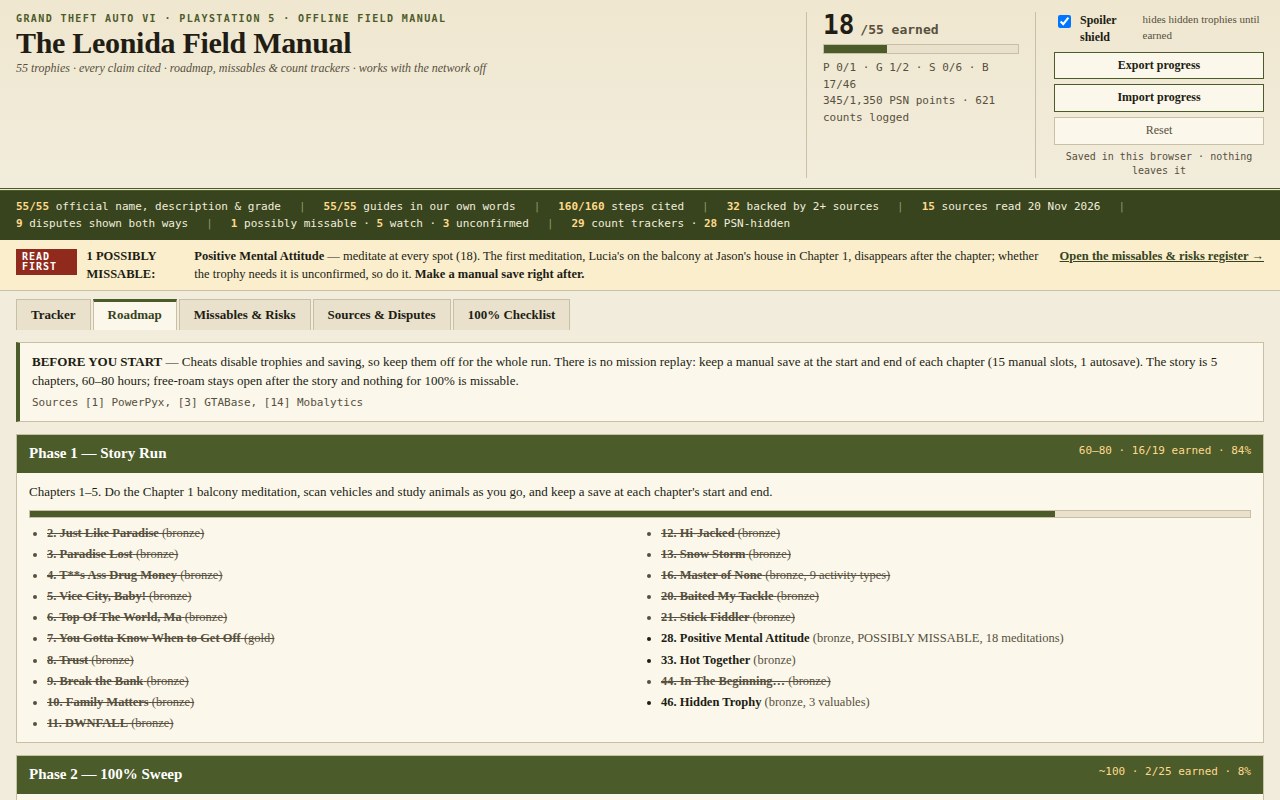 GRAND THEFT AUTO VI · PLAYSTATION 5 · OFFLINE FIELD MANUAL
The Leonida Field Manual
55 trophies · every claim cited · roadmap, missables & count trackers · works with the network off
18 /55 earned
P 0/1 · G 1/2 · S 0/6 · B
17/46
345/1,350 PSN points · 621
counts logged
Spoiler
shield
hides hidden trophies until
earned
Export progress
Import progress
Reset
Saved in this browser · nothing
leaves it
55/55 official name, description & grade | 55/55 guides in our own words | 160/160 steps cited | 32 backed by 2+ sources | 15 sources read 20 Nov 2026 |
9 disputes shown both ways | 1 possibly missable · 5 watch · 3 unconfirmed | 29 count trackers · 28 PSN-hidden
READ
FIRST
1 POSSIBLY
MISSABLE:
Positive Mental Attitude — meditate at every spot (18). The first meditation, Lucia's on the balcony at Jason's house in Chapter 1, disappears after the chapter; whether
the trophy needs it is unconfirmed, so do it. Make a manual save right after.
Open the missables & risks register →
Tracker
Roadmap
Missables & Risks
Sources & Disputes
100% Checklist
BEFORE YOU START — Cheats disable trophies and saving, so keep them off for the whole run. There is no mission replay: keep a manual save at the start and end of each chapter (15 manual slots, 1 autosave). The story is 5
chapters, 60–80 hours; free-roam stays open after the story and nothing for 100% is missable.
Sources [1] PowerPyx, [3] GTABase, [14] Mobalytics
Phase 1 — Story Run
60–80 · 16/19 earned · 84%
Chapters 1–5. Do the Chapter 1 balcony meditation, scan vehicles and study animals as you go, and keep a save at each chapter's start and end.
2. Just Like Paradise (bronze)
3. Paradise Lost (bronze)
4. T**s Ass Drug Money (bronze)
5. Vice City, Baby! (bronze)
6. Top Of The World, Ma (bronze)
7. You Gotta Know When to Get Off (gold)
8. Trust (bronze)
9. Break the Bank (bronze)
10. Family Matters (bronze)
11. DWNFALL (bronze)
12. Hi-Jacked (bronze)
13. Snow Storm (bronze)
16. Master of None (bronze, 9 activity types)
20. Baited My Tackle (bronze)
21. Stick Fiddler (bronze)
28. Positive Mental Attitude (bronze, POSSIBLY MISSABLE, 18 meditations)
33. Hot Together (bronze)
44. In The Beginning… (bronze)
46. Hidden Trophy (bronze, 3 valuables)
Phase 2 — 100% Sweep
~100 · 2/25 earned · 8%